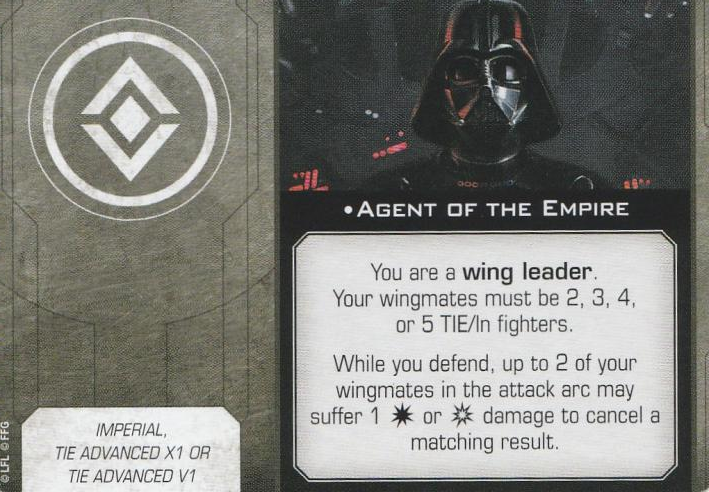 •AGENT OF THE EMPIRE
You are a wing leader.
Your wingmates must be 2, 3, 4,
or 5 TIE/ln fighters.
While you defend, up to 2 of your
wingmates in the attack arc may
suffer 1 or damage to cancel a
matching result.
IMPERIAL,
TIE ADVANCED X1 OR
TIE ADVANCED V1
© LFL © FFG